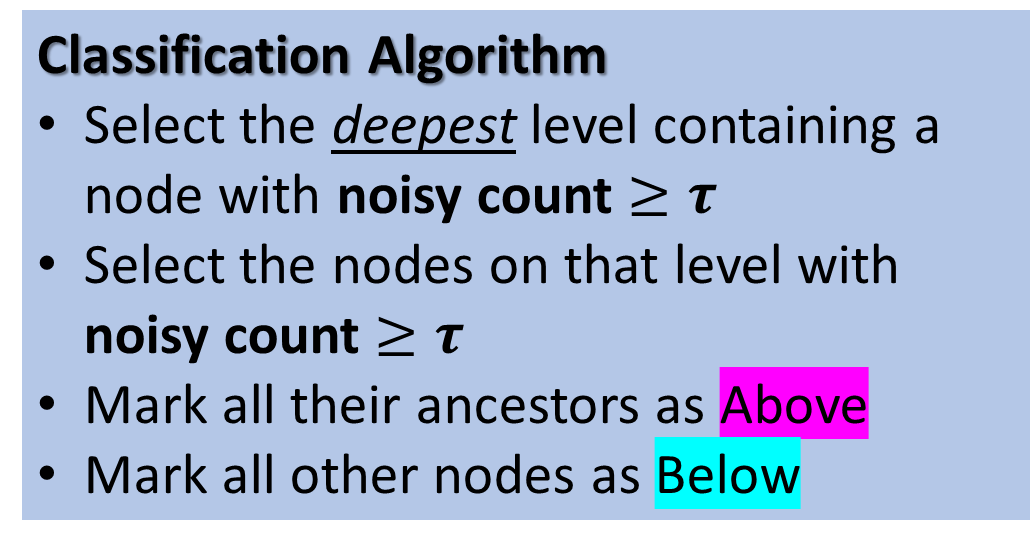 Classification Algorithm
• Select the deepest level containing a
node with noisy count ≥ τ
• Select the nodes on that level with
noisy count ≥ τ
• Mark all their ancestors as Above
• Mark all other nodes as Below